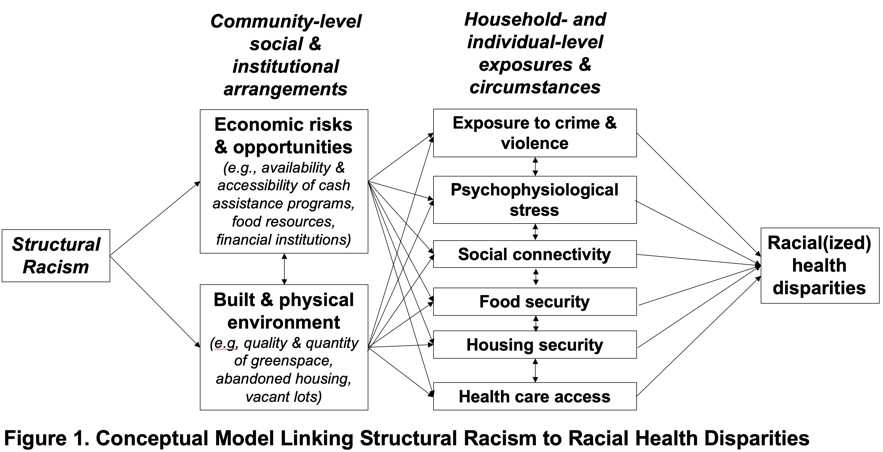 Community-level
social &
institutional
arrangements
Household- and
individual-level
exposures &
circumstances
Structural
Racism
Economic risks
& opportunities
(e.g., availability &
accessibility of cash
assistance programs,
food resources,
financial institutions)
Built & physical
environment
(e.g, quality & quantity
of greenspace,
abandoned housing,
vacant lots)
Exposure to crime &
violence
Psychophysiological
stress
Social connectivity
Food security
Housing security
Health care access
Racial(ized)
health
disparities
Figure 1. Conceptual Model Linking Structural Racism to Racial Health Disparities